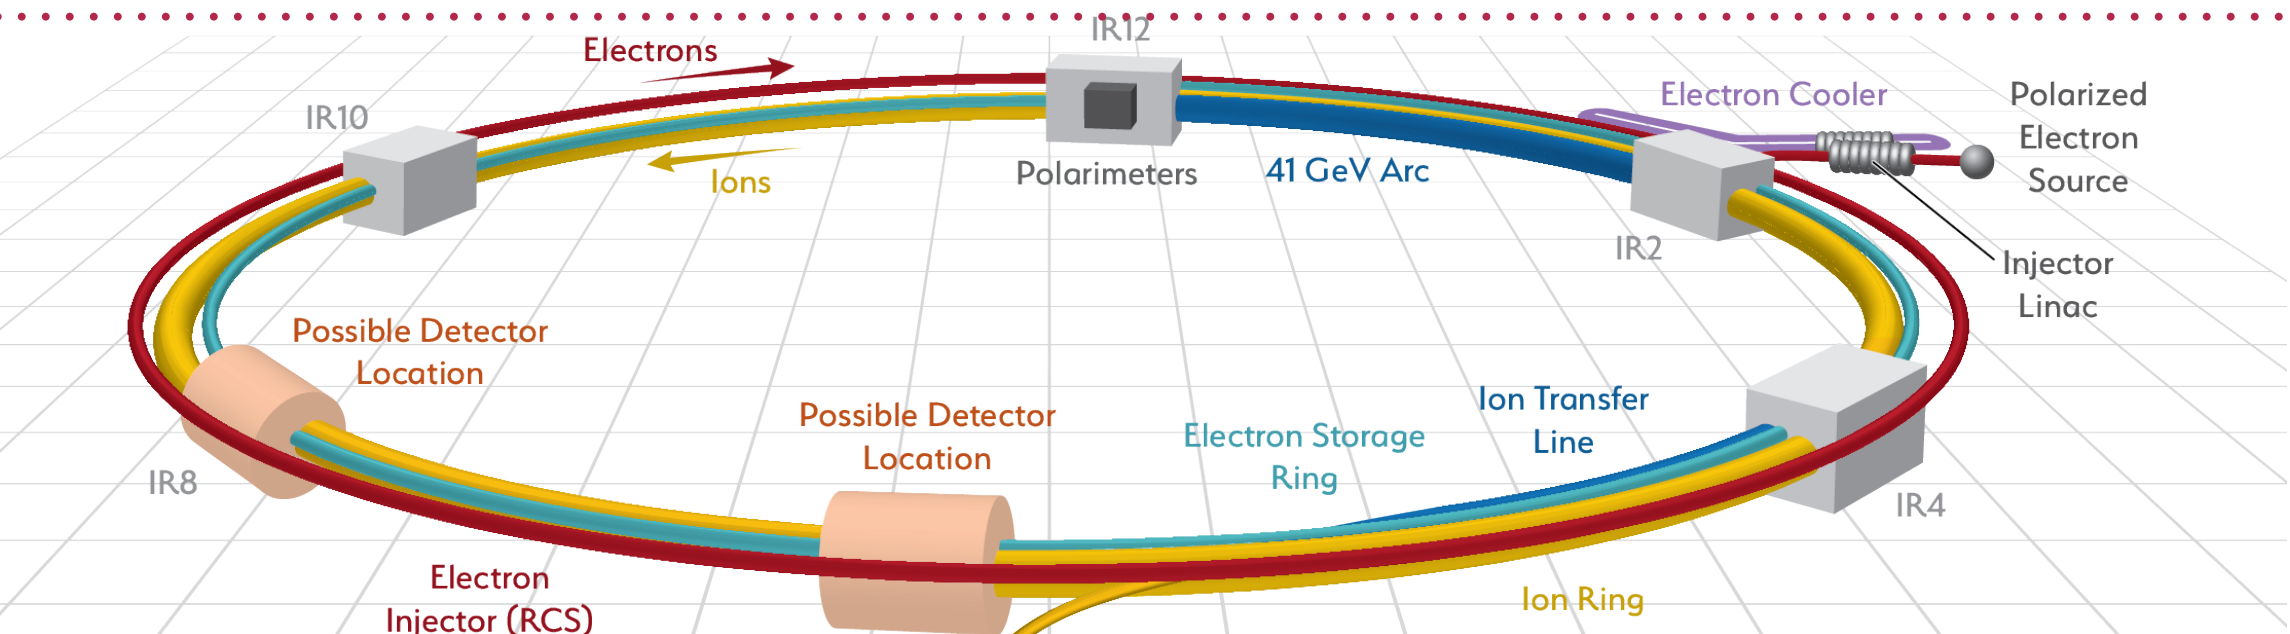 IR12
Electrons
Electron Cooler
Polarized
Electron
Source
IR10
Ions
Polarimeters
41 GeV Arc
IR2
Injector
Linac
Possible Detector
Location
Possible Detector
Location
Electron Storage
Ring
Ion Transfer
Line
IR8
IR4
Electron
Injector (RCS)
Ion Ring